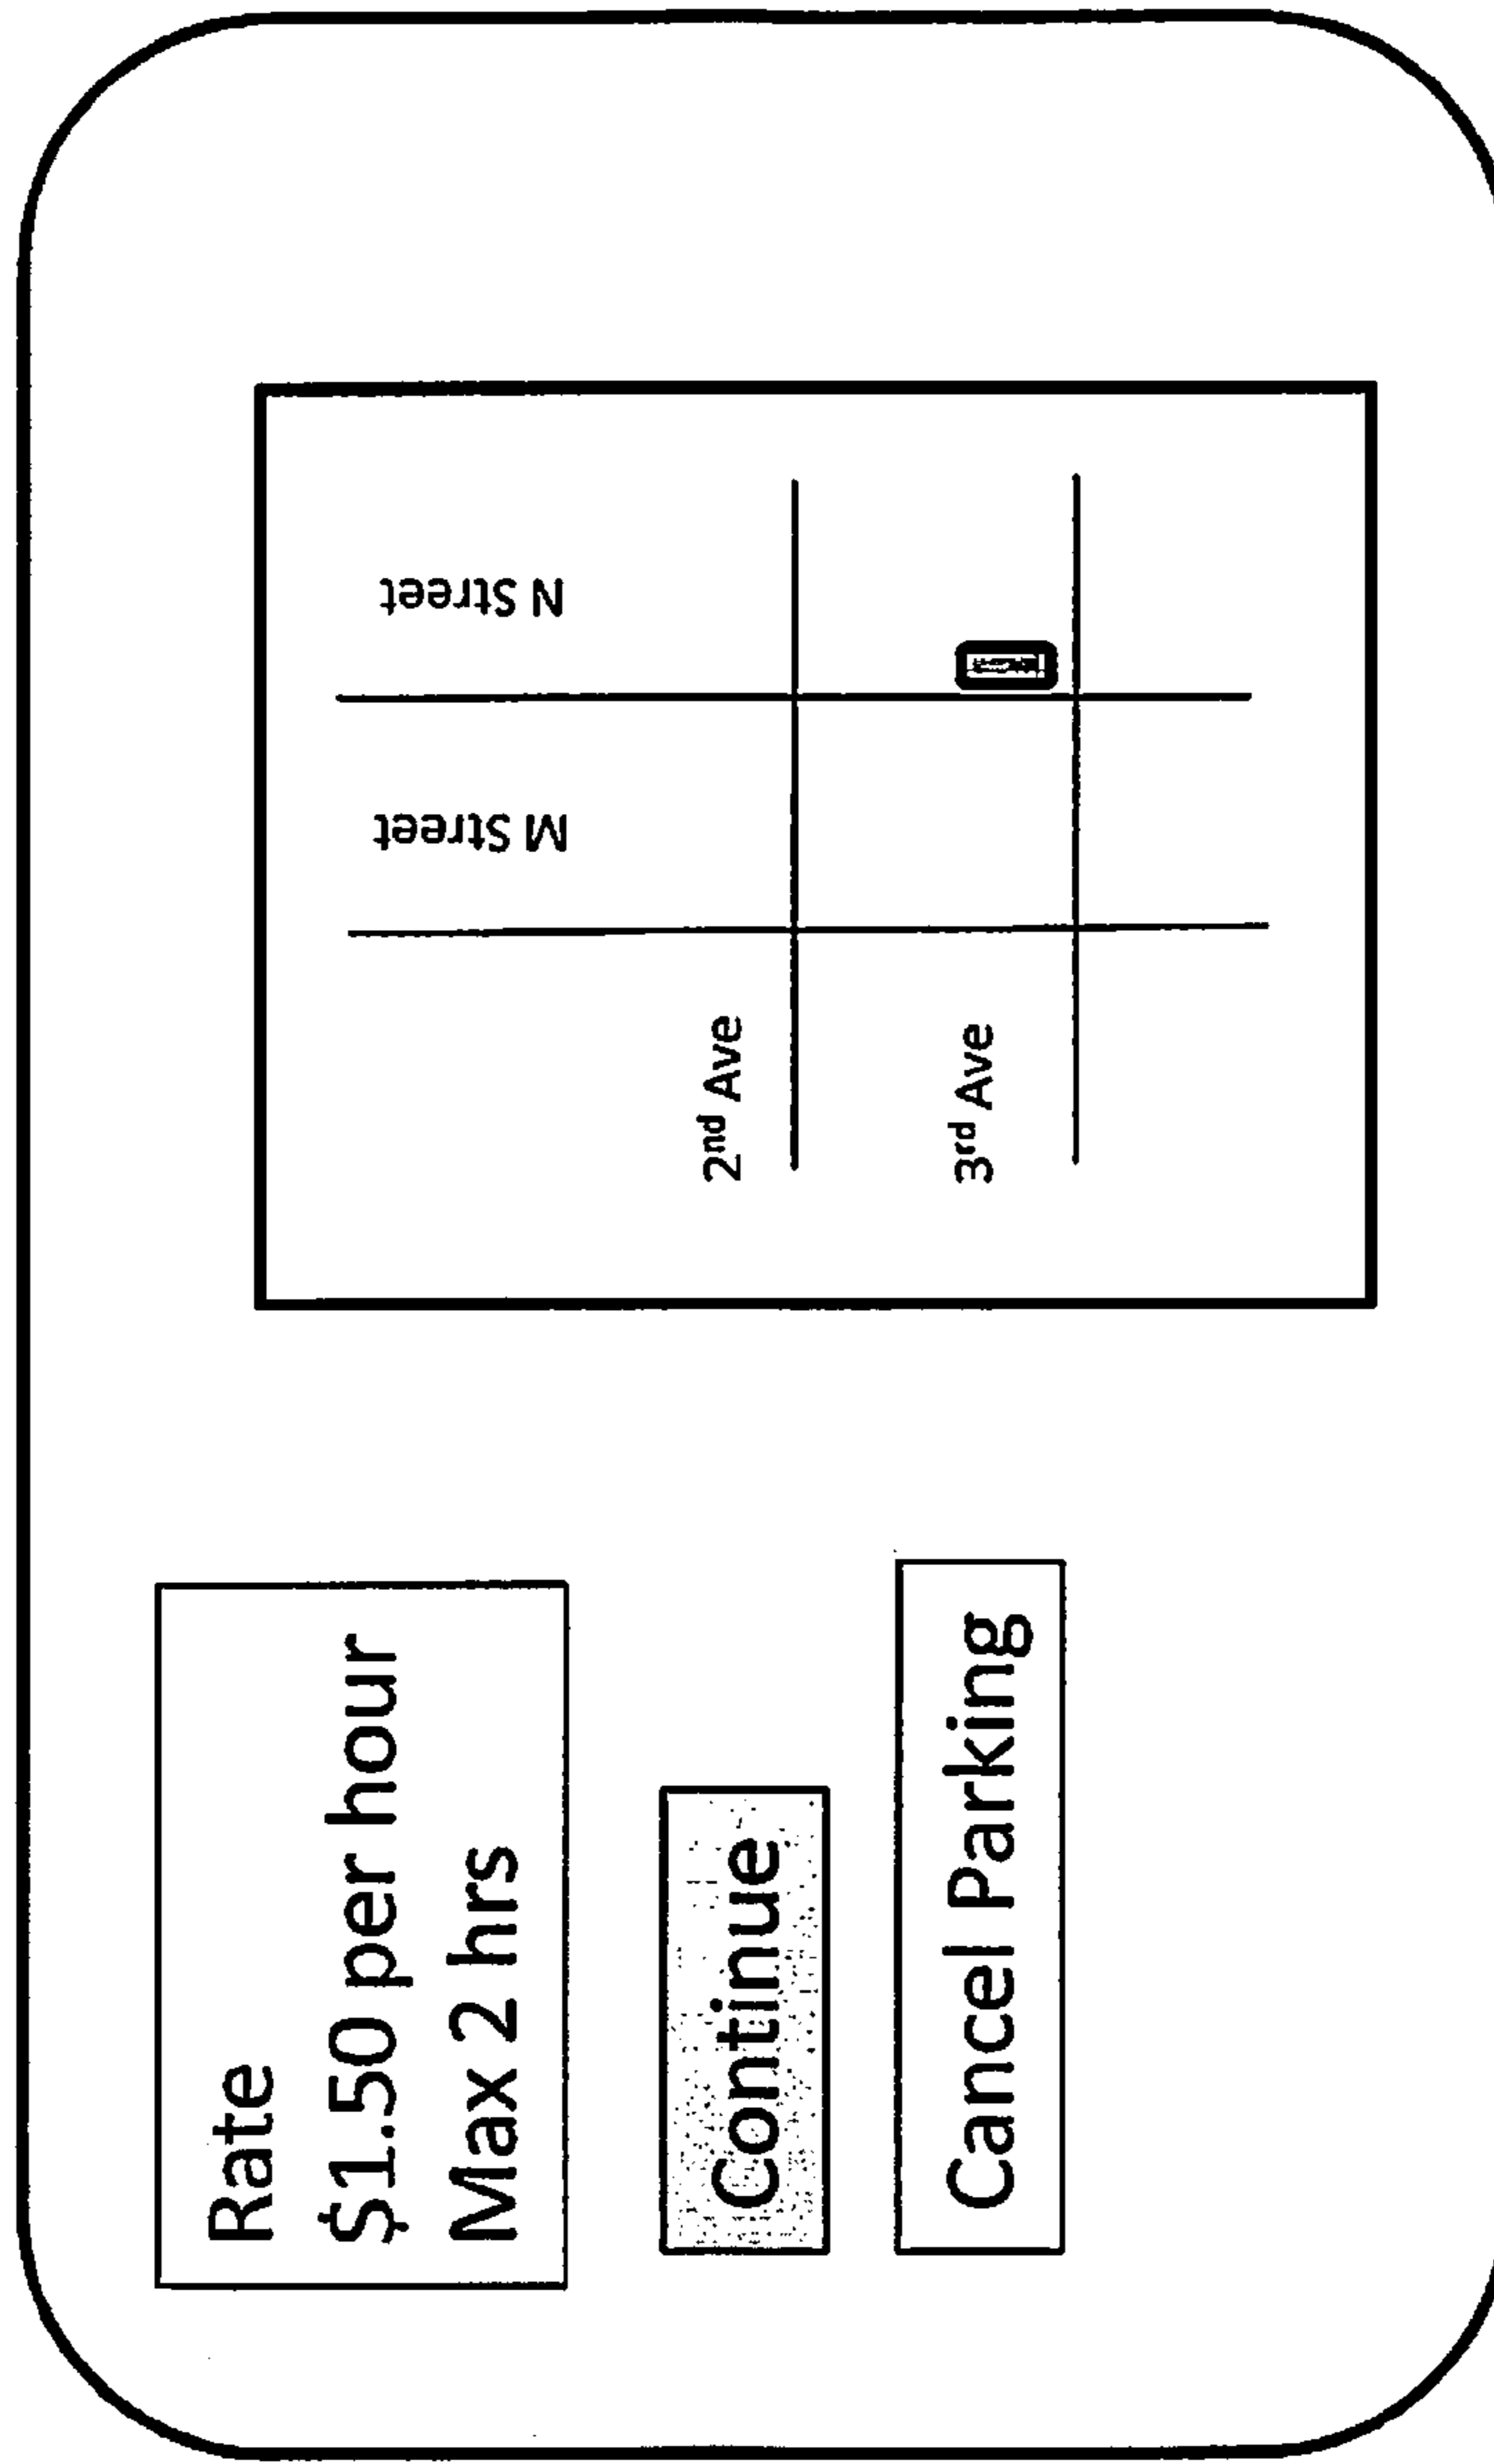 Rate
$1.50 per hour
Max 2 hrs
Continue
Cancel Parking
2nd Ave
3rd Ave
M Street
N Street